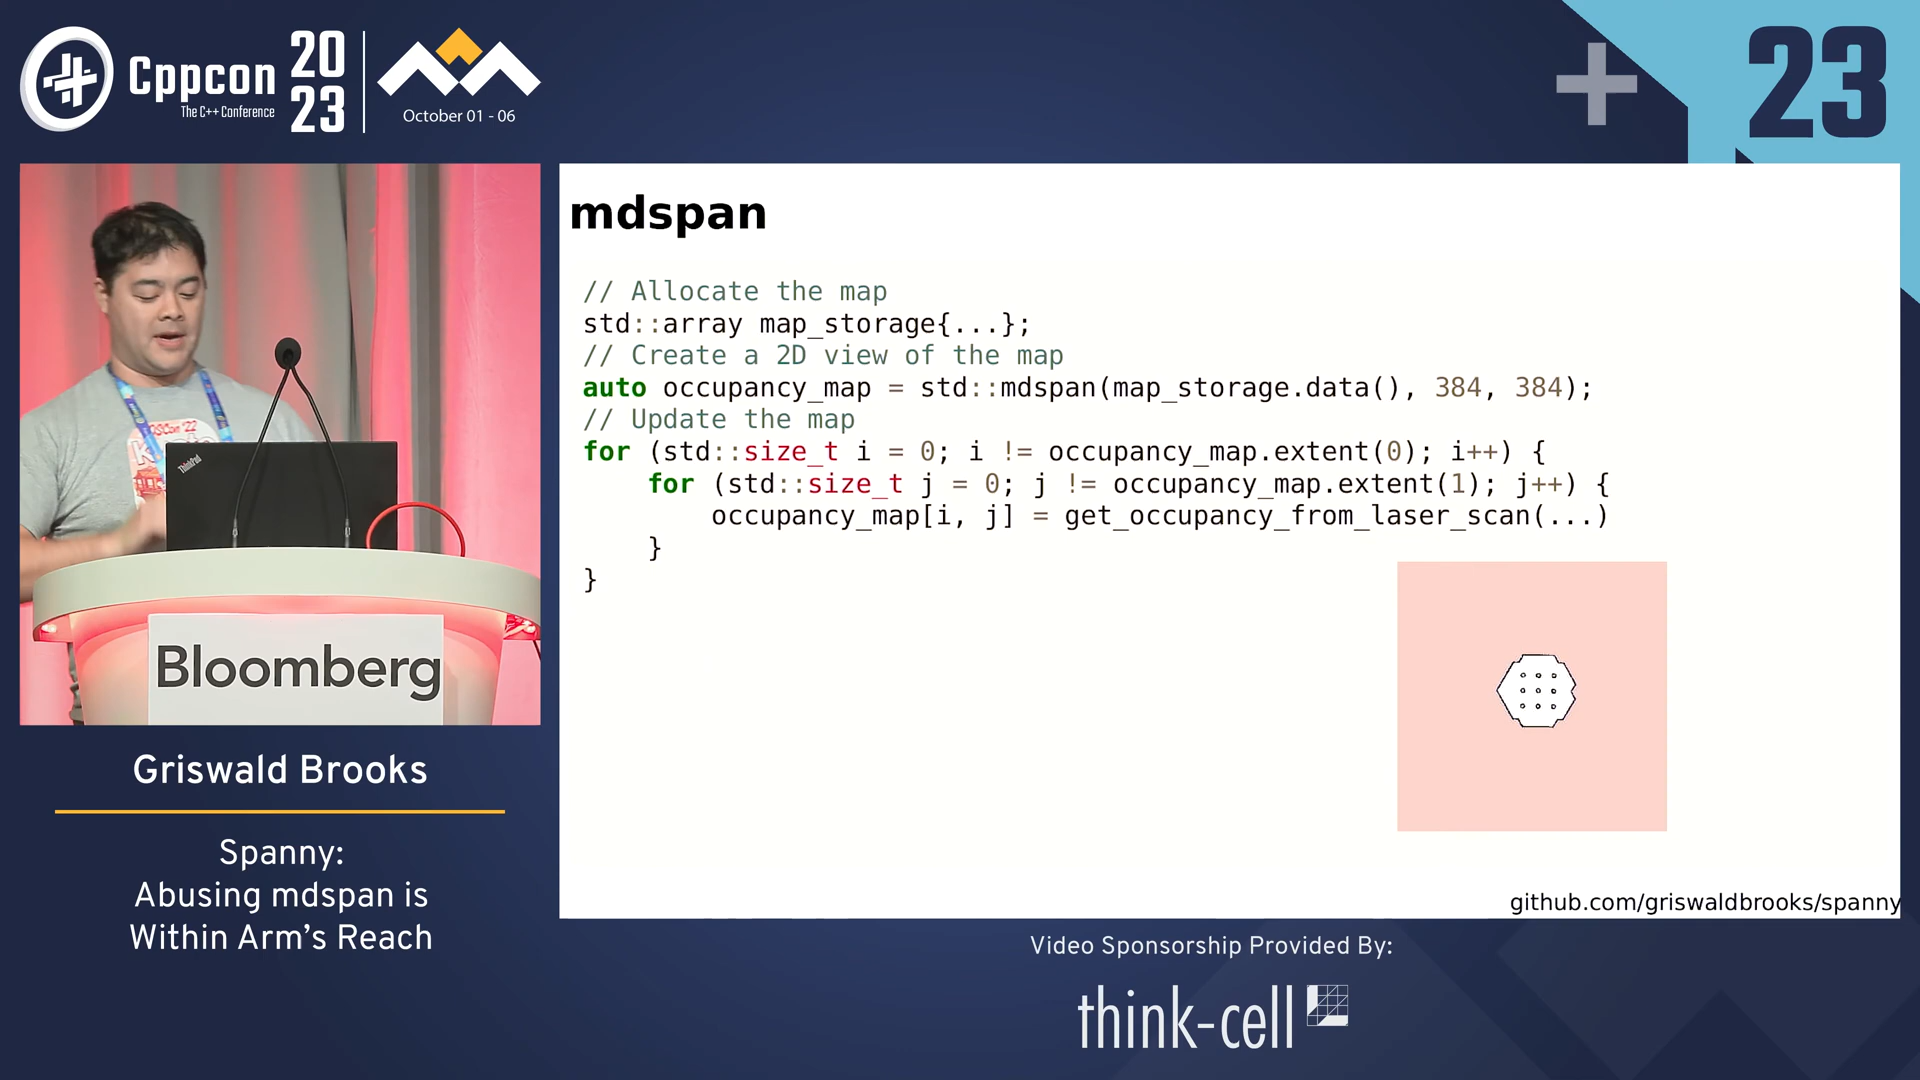 Cppcon
The C++ Conference
20
23
October 01 - 06
23
mdspan
// Allocate the map
std::array map_storage{...};
// Create a 2D view of the map
auto occupancy_map = std::mdspan(map_storage.data(), 384, 384);
// Update the map
for (std::size_t i = 0; i != occupancy_map.extent(0); i++) {
    for (std::size_t j = 0; j != occupancy_map.extent(1); j++) {
        occupancy_map[i, j] = get_occupancy_from_laser_scan(...)
    }
}
github.com/griswaldbrooks/spanny
ThinkPad
Bloomberg
Griswald Brooks
Spanny:
Abusing mdspan is
Within Arm's Reach
Video Sponsorship Provided By:
think-cell